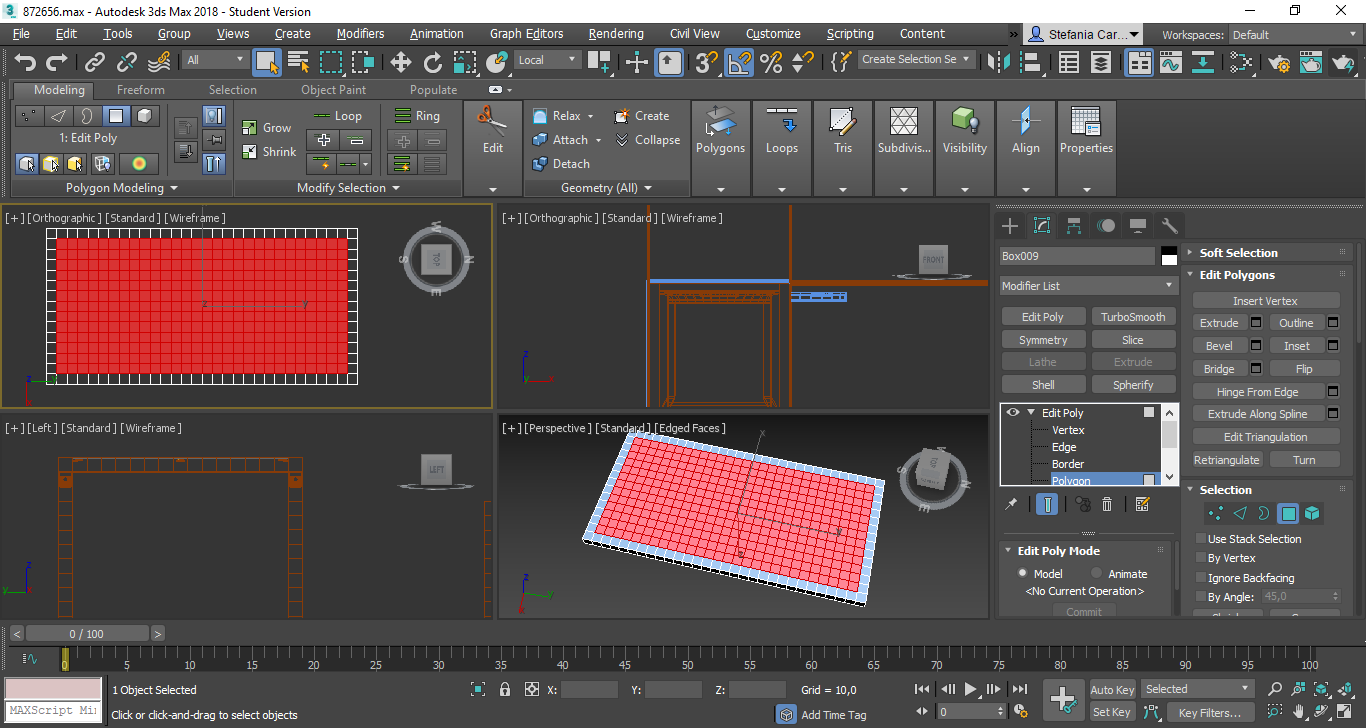 872656.max - Autodesk 3ds Max 2018 - Student Version
File Edit Tools Group Views Create Modifiers Animation Graph Editors Rendering Civil View Customize Scripting Content » Stefania Car... Workspaces: Default
All Local Create Selection Se
Modeling Freeform Selection Object Paint Populate
1: Edit Poly
Polygon Modeling
Grow
Shrink
Loop
Ring
Modify Selection
Edit
Relax Create
Attach Collapse
Detach
Geometry (All)
Polygons Loops Tris Subdivis... Visibility Align Properties
[+] [Orthographic] [Standard] [Wireframe]
TOP
W N E S
x y
[+] [Orthographic] [Standard] [Wireframe]
FRONT
z
y
[+] [Left] [Standard] [Wireframe]
LEFT
z
y
[+] [Perspective] [Standard] [Edged Faces]
TOP
S N E
x
y
z
Box009
Modifier List
Edit Poly TurboSmooth
Symmetry Slice
Lathe Extrude
Shell Spherify
Edit Poly
Vertex
Edge
Border
Polygon
Edit Poly Mode
Model Animate
<No Current Operation>
Commit
Soft Selection
Edit Polygons
Insert Vertex
Extrude Outline
Bevel Inset
Bridge Flip
Hinge From Edge
Extrude Along Spline
Edit Triangulation
Retriangulate Turn
Selection
Use Stack Selection
By Vertex
Ignore Backfacing
By Angle: 45,0
< 0 / 100 >
0 5 10 15 20 25 30 35 40 45 50 55 60 65 70 75 80 85 90 95 100
1 Object Selected X: Y: Z: Grid = 10,0
MAXScript Mi
Click or click-and-drag to select objects
Add Time Tag
0
Auto Key Selected
Set Key Key Filters...